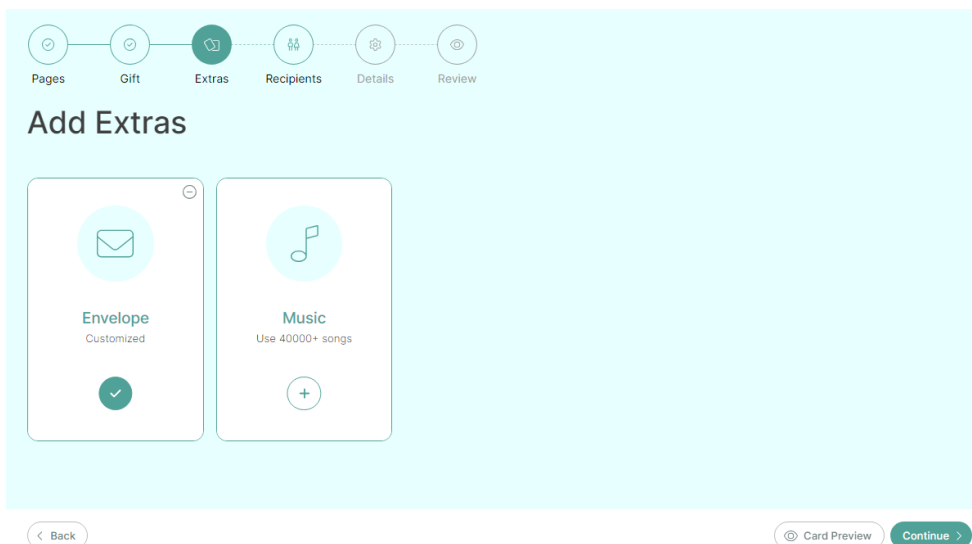 Pages Gift Extras Recipients Details Review
Add Extras
Envelope
Customized
Music
Use 40000+ songs
Back
Card Preview
Continue